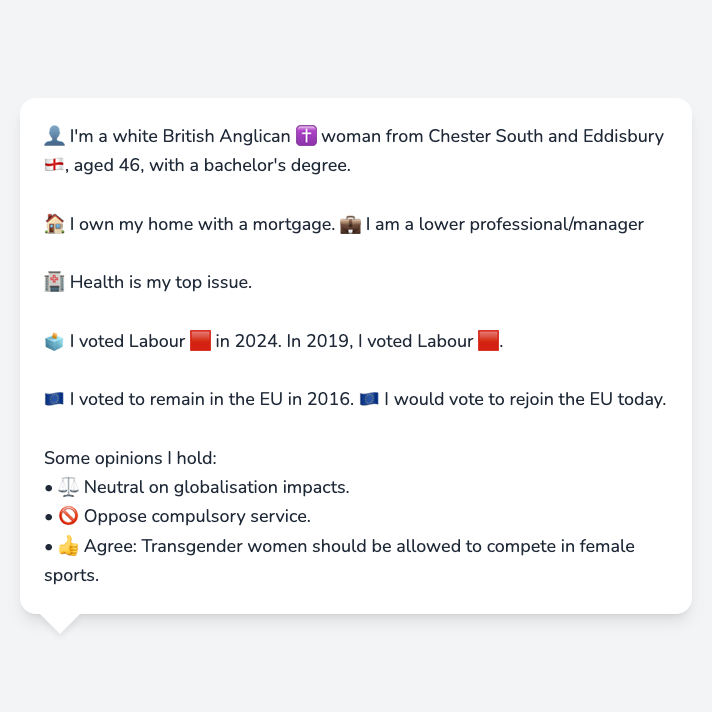 👤 I'm a white British Anglican ✝️ woman from Chester South and Eddisbury
🏴󠁧󠁢󠁥󠁮󠁧󠁿, aged 46, with a bachelor's degree.
🏠 I own my home with a mortgage. 💼 I am a lower professional/manager
🏥 Health is my top issue.
🗳️ I voted Labour 🟥 in 2024. In 2019, I voted Labour 🟥.
🇪🇺 I voted to remain in the EU in 2016. 🇪🇺 I would vote to rejoin the EU today.
Some opinions I hold:
• ⚖️ Neutral on globalisation impacts.
• 🚫 Oppose compulsory service.
• 👍 Agree: Transgender women should be allowed to compete in female
sports.